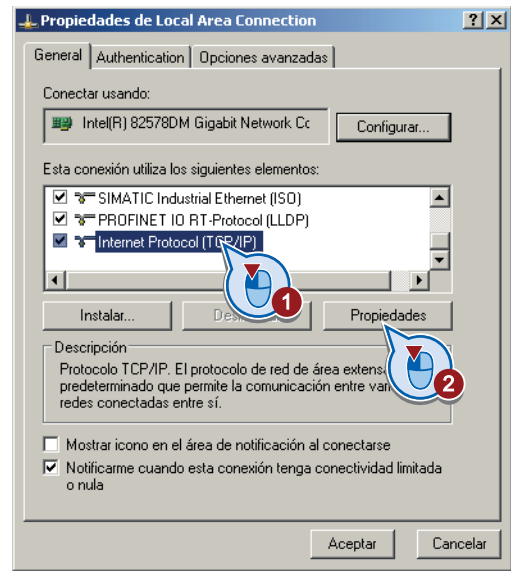 Propiedades de Local Area Connection
General Authentication Opciones avanzadas
Conectar usando:
Intel(R) 82578DM Gigabit Network Cc
Configurar...
Esta conexión utiliza los siguientes elementos:
SIMATIC Industrial Ethernet (ISO)
PROFINET IO RT-Protocol (LLDP)
Internet Protocol (TCP/IP)
1
Instalar... Propiedades
2
Descripción
Protocolo TCP/IP. El protocolo de red de área
predeterminado que permite la comunicación entre
redes conectadas entre sí.
Mostrar icono en el área de notificación al conectarse
Notificarme cuando esta conexión tenga conectividad limitada
o nula
Aceptar Cancelar